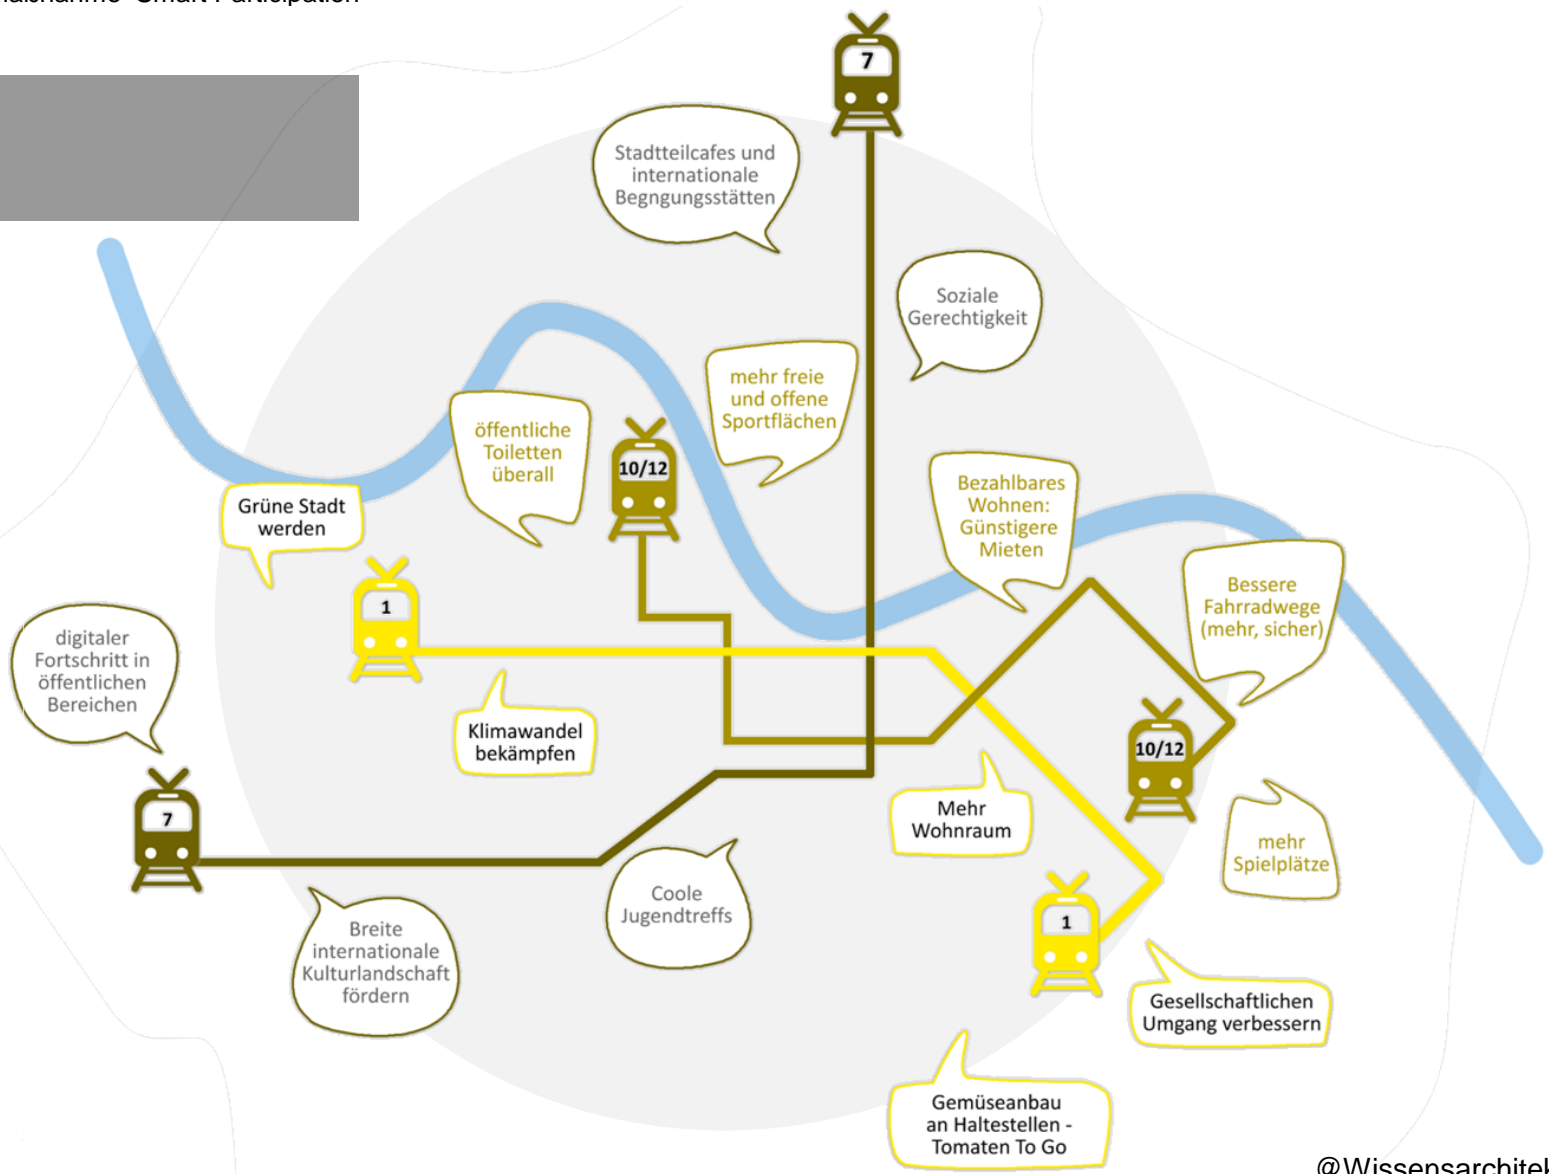 Smart Participation
7
Stadtteilcafes und
internationale
Begngungsstätten
Soziale
Gerechtigkeit
mehr freie
und offene
Sportflächen
öffentliche
Toiletten
überall
10/12
Bezahlbares
Wohnen:
Günstigere
Mieten
Grüne Stadt
werden
Bessere
Fahrradwege
(mehr, sicher)
1
digitaler
Fortschritt in
öffentlichen
Bereichen
Klimawandel
bekämpfen
10/12
7
Mehr
Wohnraum
mehr
Spielplätze
Coole
Jugendtreffs
1
Breite
internationale
Kulturlandschaft
fördern
Gesellschaftlichen
Umgang verbessern
Gemüseanbau
an Haltestellen -
Tomaten To Go